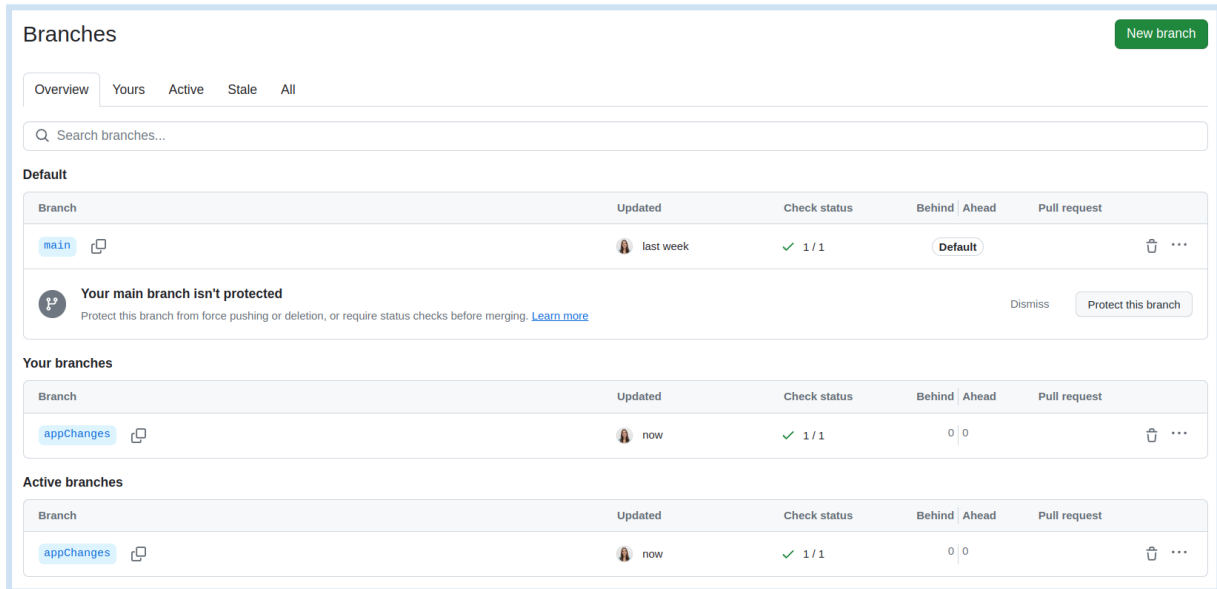 Branches
New branch
Overview Yours Active Stale All
Search branches...
Default
Branch Updated Check status Behind Ahead Pull request
main last week 1 / 1 Default
Your main branch isn't protected
Protect this branch from force pushing or deletion, or require status checks before merging. Learn more
Dismiss Protect this branch
Your branches
Branch Updated Check status Behind Ahead Pull request
appChanges now 1 / 1 0 0
Active branches
Branch Updated Check status Behind Ahead Pull request
appChanges now 1 / 1 0 0